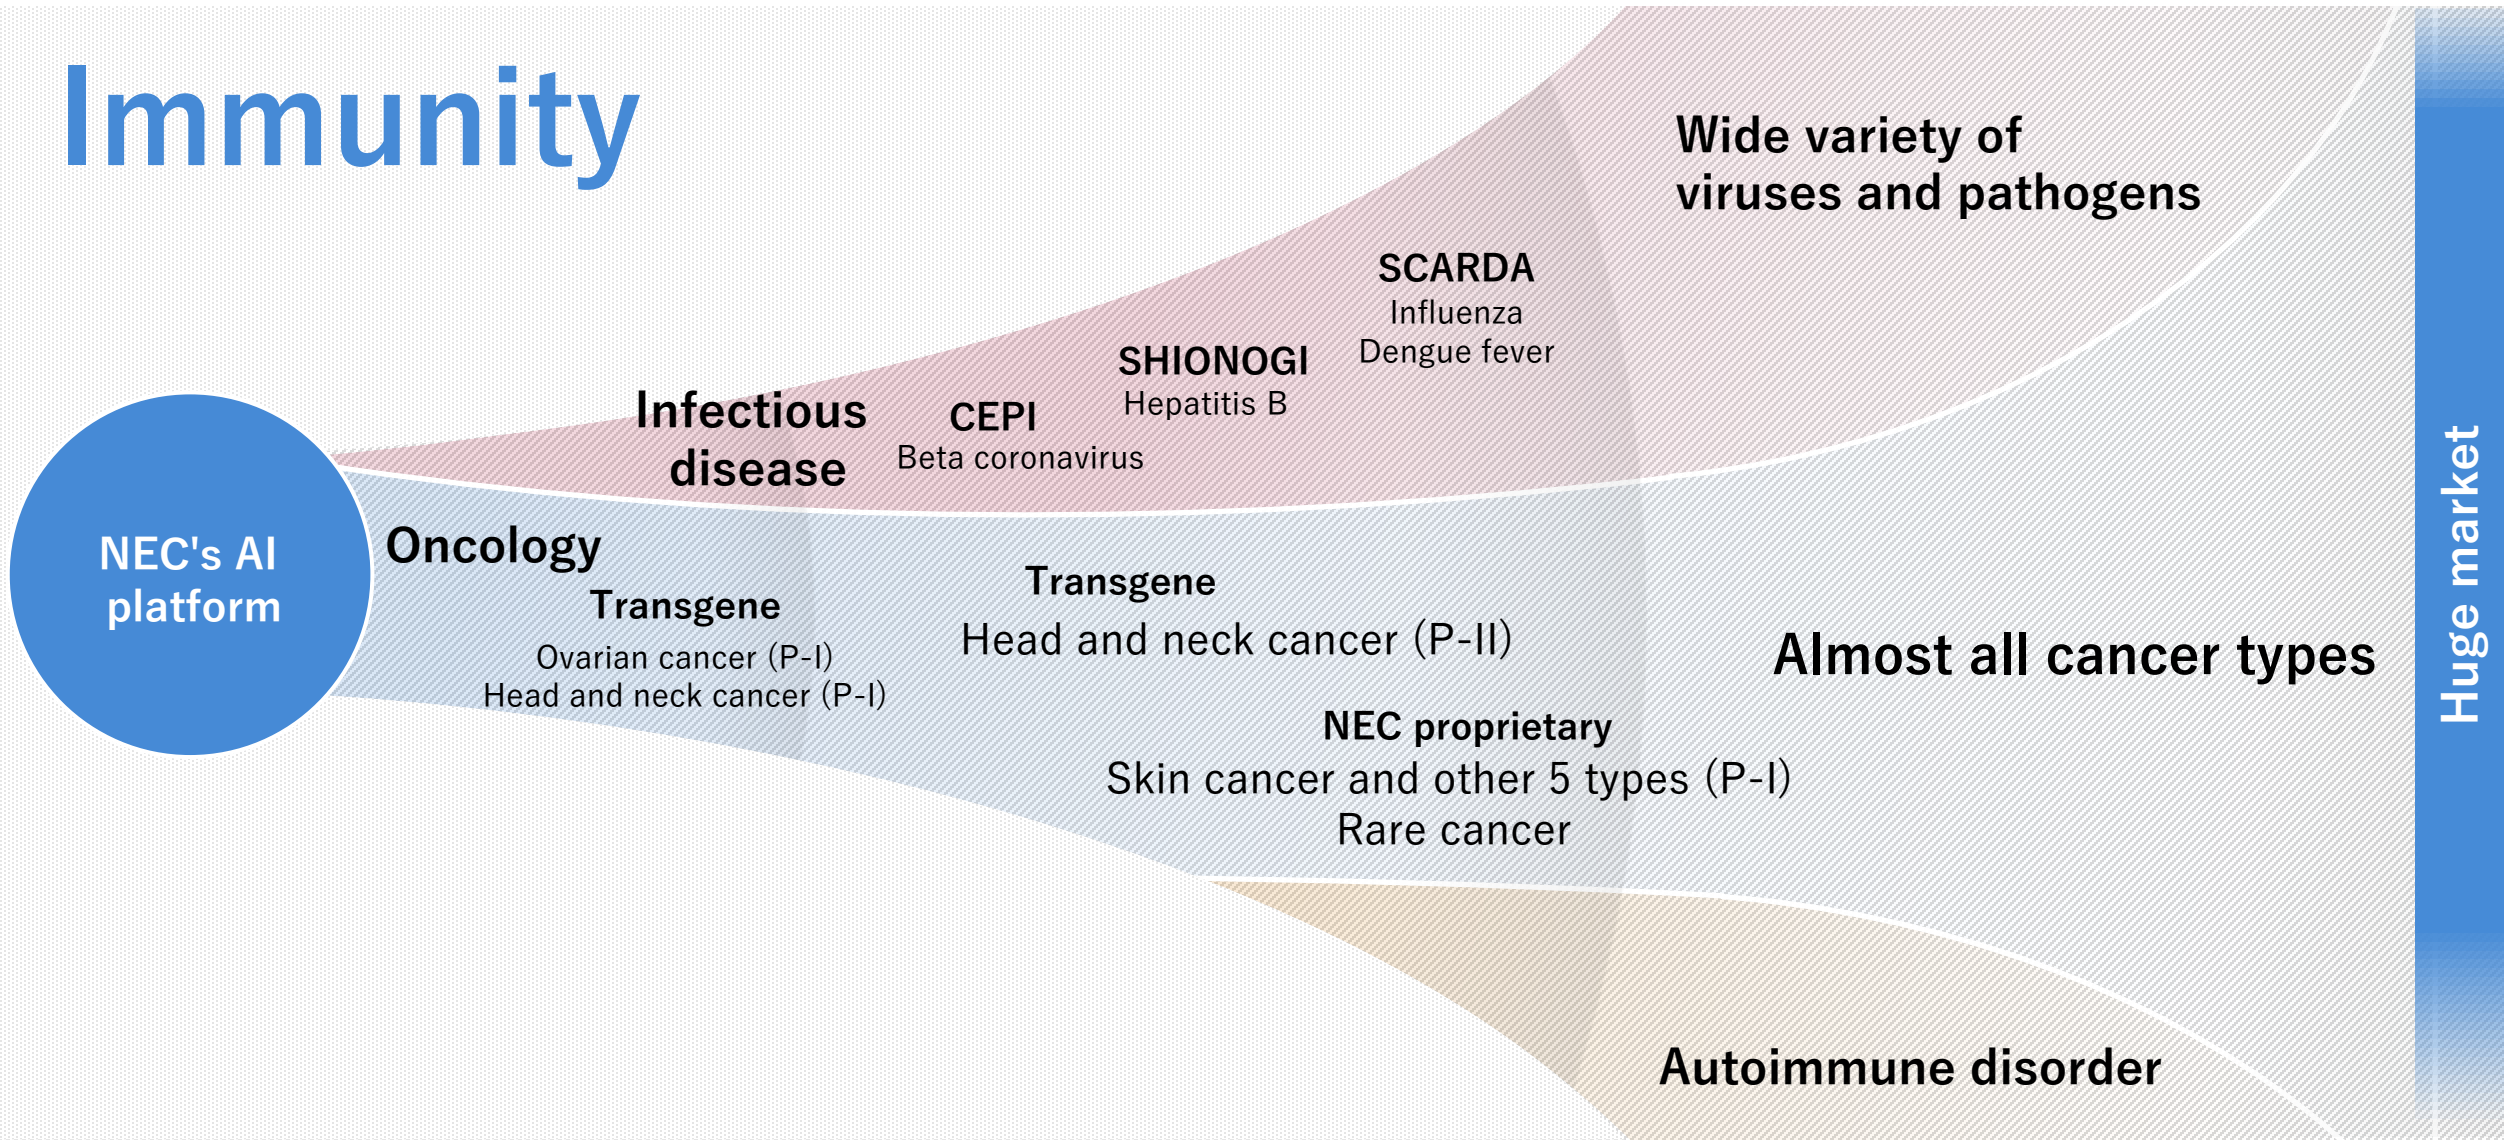 Immunity
Wide variety of
viruses and pathogens
SCARDA
Influenza
Dengue fever
SHIONOGI
Hepatitis B
CEPI
Beta coronavirus
Infectious
disease
NEC's AI
platform
Oncology
Transgene
Ovarian cancer (P-I)
Head and neck cancer (P-I)
Transgene
Head and neck cancer (P-II)
NEC proprietary
Skin cancer and other 5 types (P-I)
Rare cancer
Almost all cancer types
Autoimmune disorder
Huge market